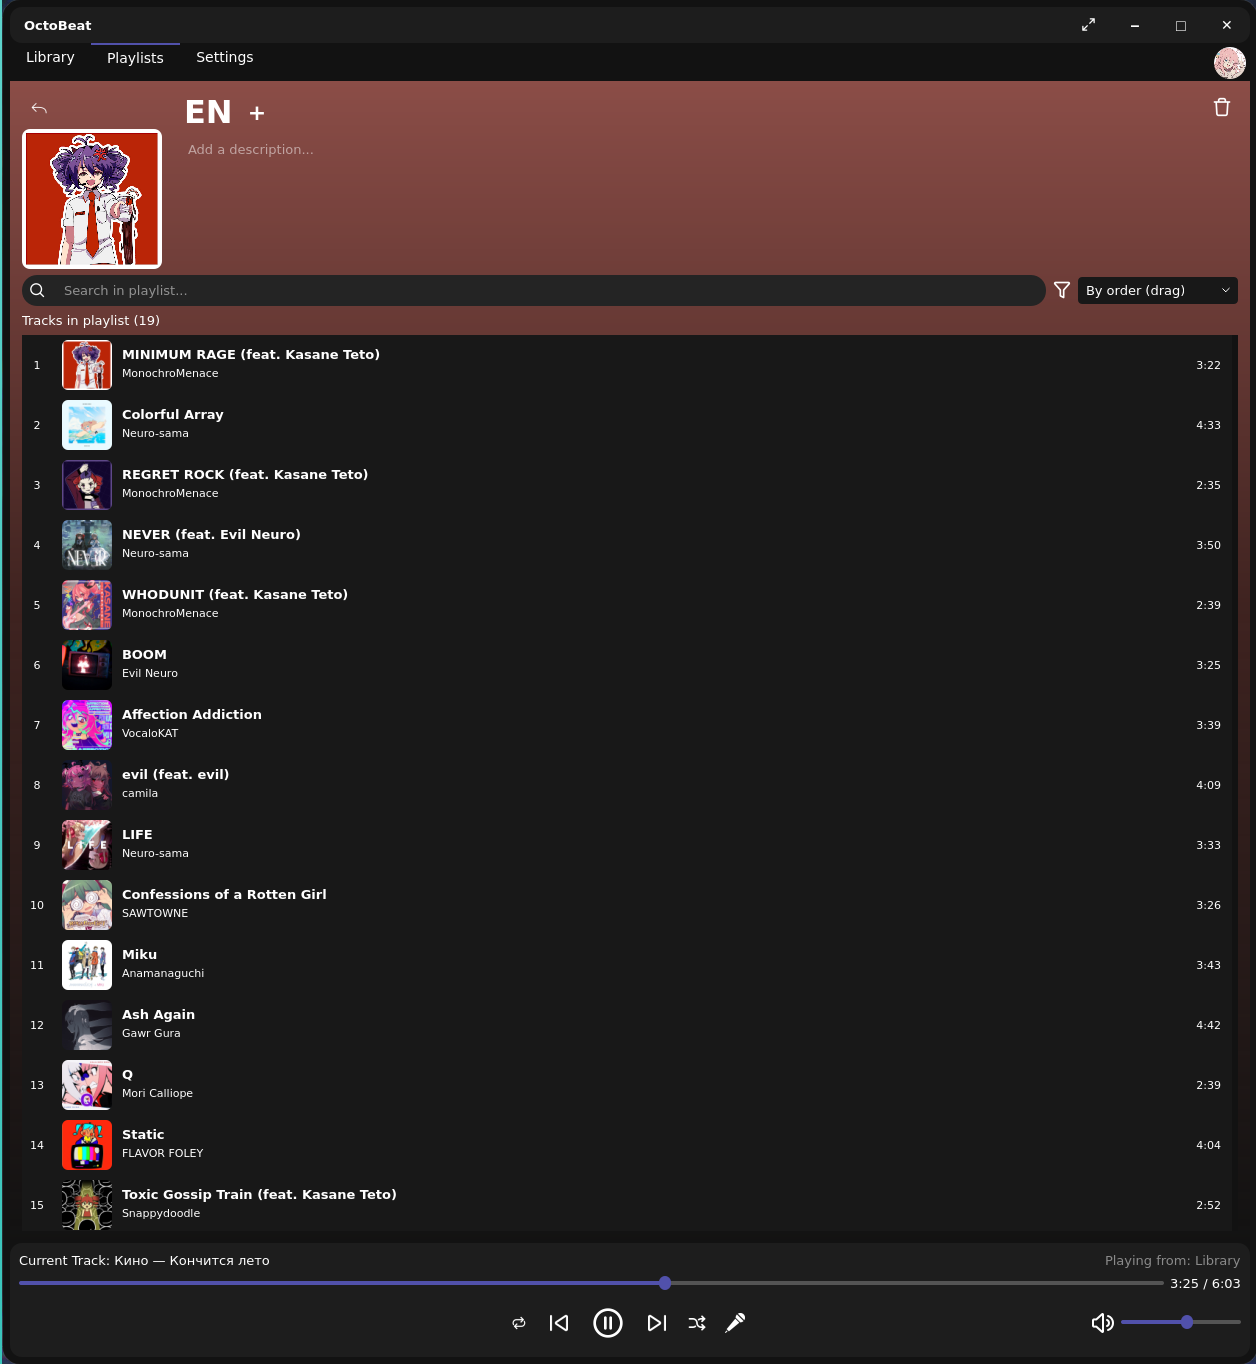 OctoBeat
Library Playlists Settings
EN +
Add a description...
Search in playlist...
By order (drag)
Tracks in playlist (19)
1 MINIMUM RAGE (feat. Kasane Teto) 3:22
MonochroMenace
2 Colorful Array 4:33
Neuro-sama
3 REGRET ROCK (feat. Kasane Teto) 2:35
MonochroMenace
4 NEVER (feat. Evil Neuro) 3:50
Neuro-sama
NEVER
5 WHODUNIT (feat. Kasane Teto) 2:39
MonochroMenace
KASANE
6 BOOM 3:25
Evil Neuro
7 Affection Addiction 3:39
VocaloKAT
8 evil (feat. evil) 4:09
camila
9 LIFE 3:33
Neuro-sama
LIFE
10 Confessions of a Rotten Girl 3:26
SAWTOWNE
11 Miku 3:43
Anamanaguchi
12 Ash Again 4:42
Gawr Gura
13 Q 2:39
Mori Calliope
14 Static 4:04
FLAVOR FOLEY
15 Toxic Gossip Train (feat. Kasane Teto) 2:52
Snappydoodle
Current Track: Кино — Кончится лето
Playing from: Library
3:25 / 6:03